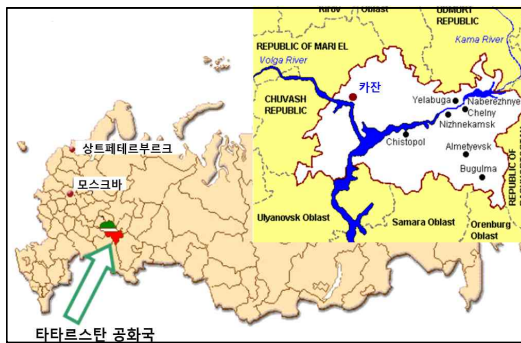 Kirov Oblast
UDMURT
REPUBLIC
Kama River
REPUBLIC OF MARI EL
Volga River
카잔
CHUVASH
REPUBLIC
Yelabuga
Naberezhnye
Chelny
Nizhnekamsk
Chistopol
Almetyevsk
Bugulma
REPUBLIC OF
Ulyanovsk Oblast
Samara Oblast
Orenburg
Oblast
상트페테르부르크
모스크바
타타르스탄 공화국